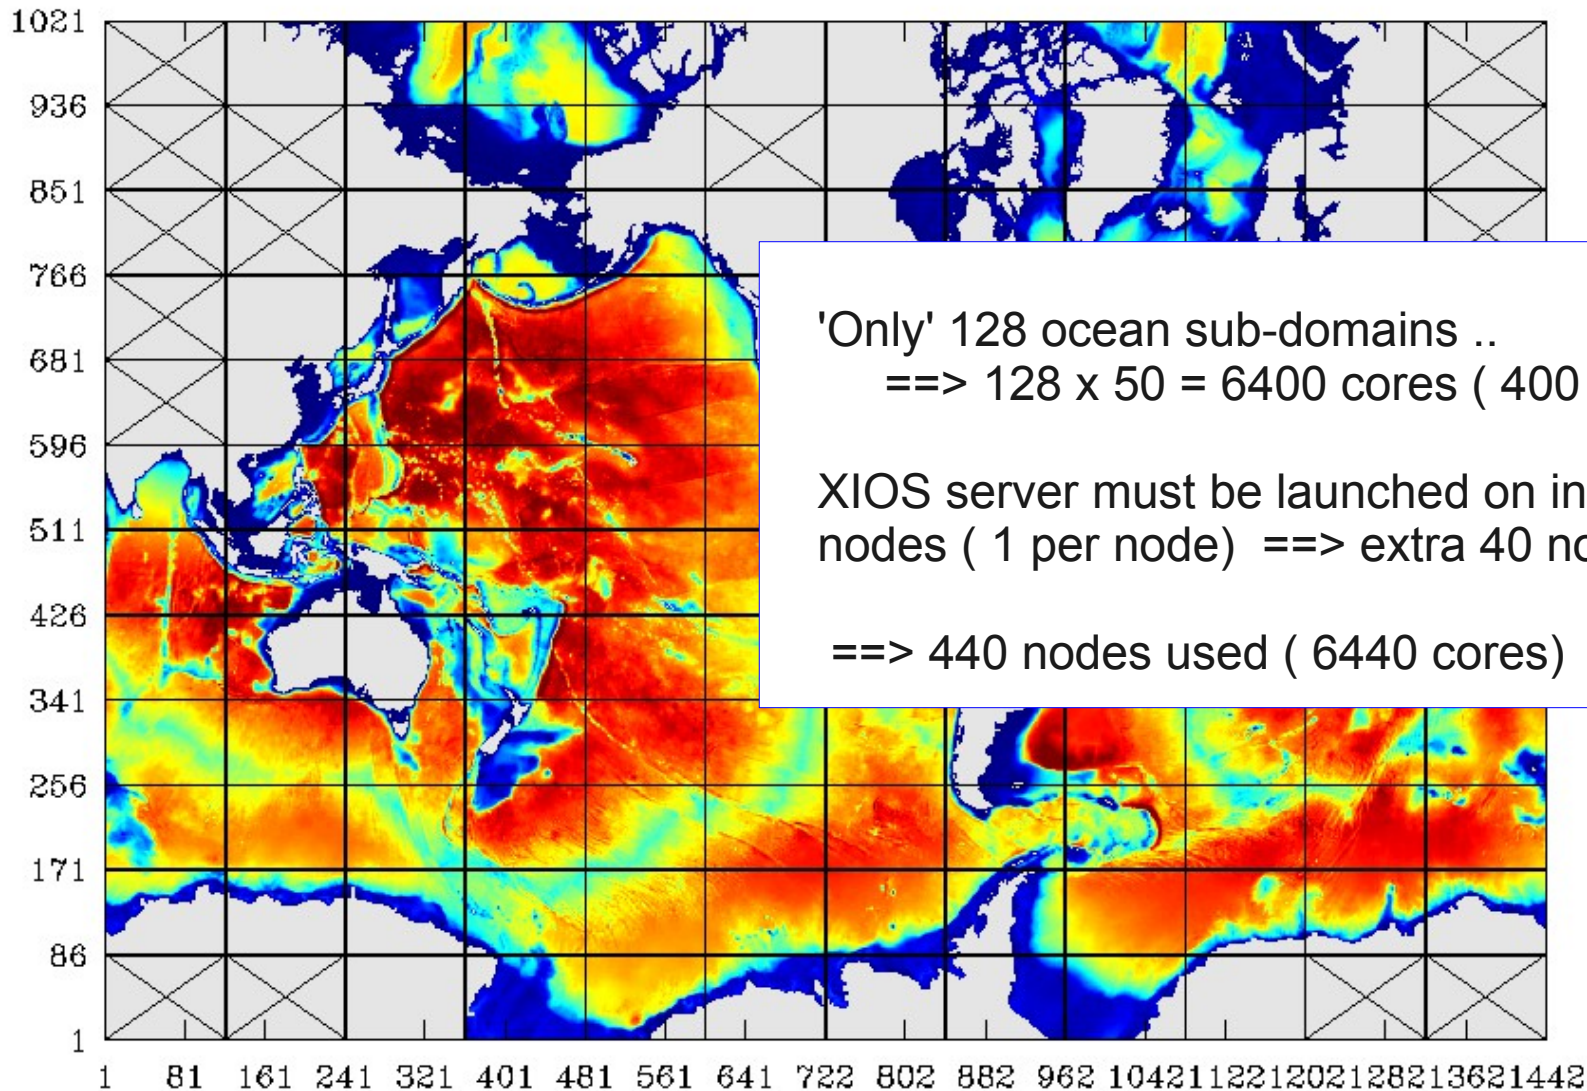 1021
936
851
766
681
596
511
426
341
256
171
86
1
1 81 161 241 321 401 481 561 641 722 802 882 962 1042 1122 1202 1282 1362 1442
'Only' 128 ocean sub-domains ..
==> 128 x 50 = 6400 cores ( 400
XIOS server must be launched on in
nodes ( 1 per node) ==> extra 40 no
==> 440 nodes used ( 6440 cores)